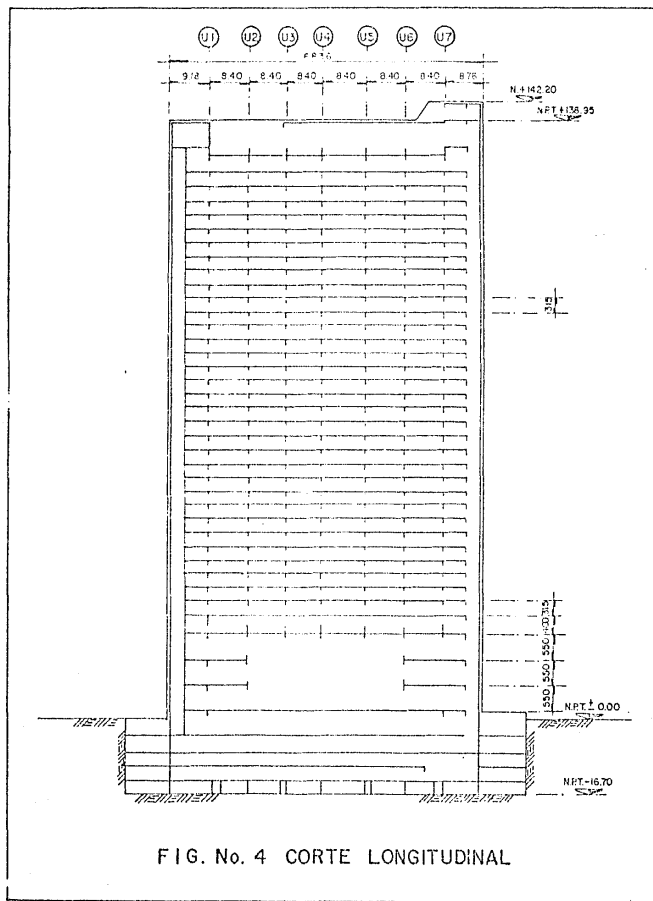 U1 U2 U3 U4 U5 U6 U7
9.18 8.40 8.40 8.40 8.40 8.40 8.40 8.76
N.+142.20
N.P.T.+138.95
315
315
400
550
550
550
N.P.T. ± 0.00
N.P.T.-16.70
FIG. No. 4 CORTE LONGITUDINAL